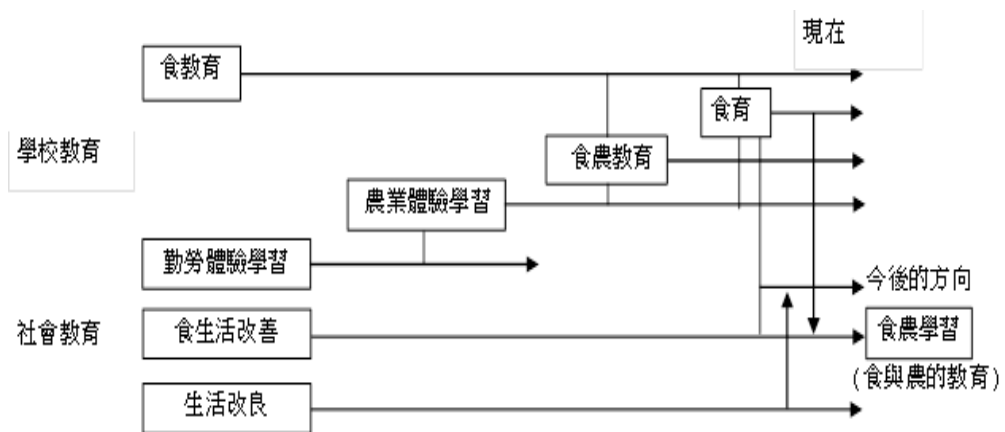 現在
食教育
食育
學校教育
食農教育
農業體驗學習
勤勞體驗學習
今後的方向
社會教育
食生活改善
食農學習
(食與農的教育)
生活改良